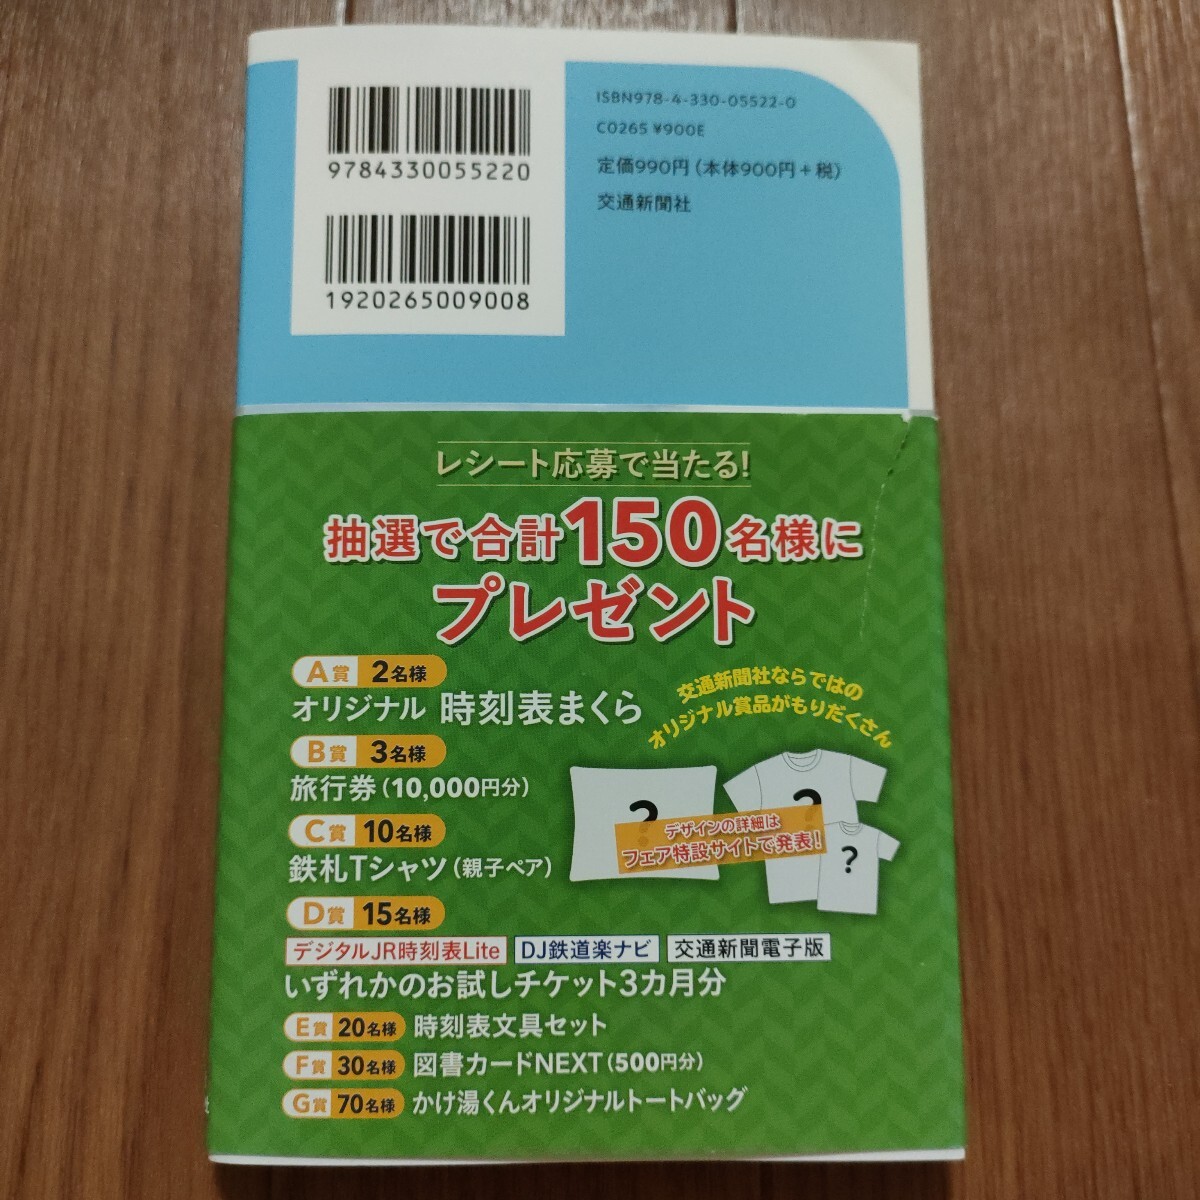 9784330055220
1920265009008
ISBN978-4-330-05522-0
C0265 ¥900E
定価990円（本体900円+税）
交通新聞社
レシート応募で当たる!
抽選で合計150名様に
プレゼント
A賞 2名様
オリジナル 時刻表まくら
交通新聞社ならではの
オリジナル賞品がもりだくさん
B賞 3名様
旅行券（10,000円分）
C賞 10名様
鉄札Tシャツ（親子ペア）
? ? ?
デザインの詳細は
フェア特設サイトで発表！
D賞 15名様
デジタルJR時刻表Lite DJ鉄道楽ナビ 交通新聞電子版
いずれかのお試しチケット3カ月分
E賞 20名様 時刻表文具セット
F賞 30名様 図書カードNEXT（500円分）
G賞 70名様 かけ湯くんオリジナルトートバッグ